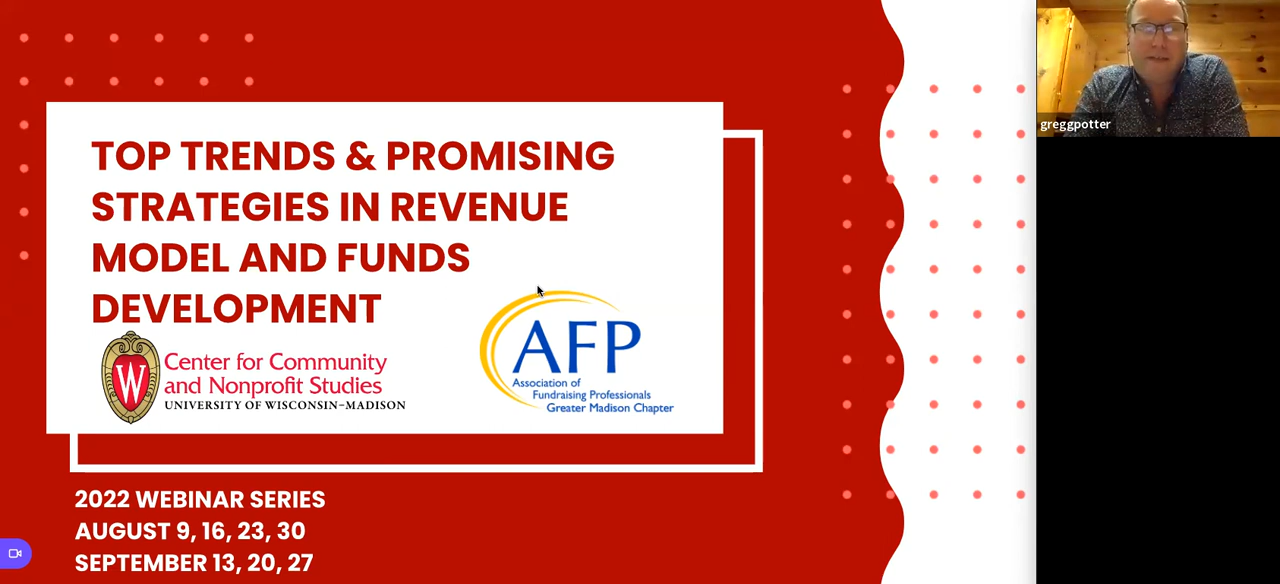 TOP TRENDS & PROMISING
STRATEGIES IN REVENUE
MODEL AND FUNDS
DEVELOPMENT
W
Center for Community
and Nonprofit Studies
UNIVERSITY OF WISCONSIN–MADISON
AFP
Association of
Fundraising Professionals
Greater Madison Chapter
2022 WEBINAR SERIES
AUGUST 9, 16, 23, 30
SEPTEMBER 13, 20, 27
greggpotter